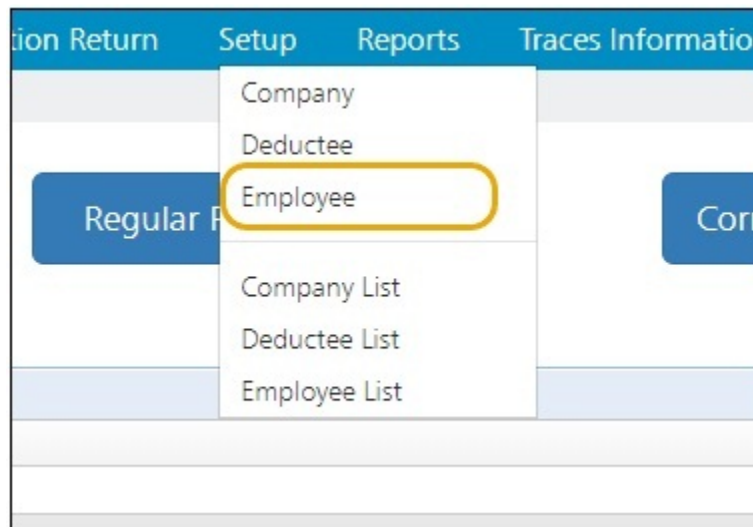 tion Return Setup Reports Traces Informatio
Company
Deductee
Employee
Regular Cor
Company List
Deductee List
Employee List